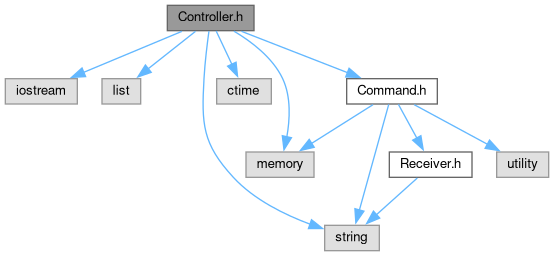 Controller.h
iostream
list
ctime
Command.h
memory
Receiver.h
utility
string